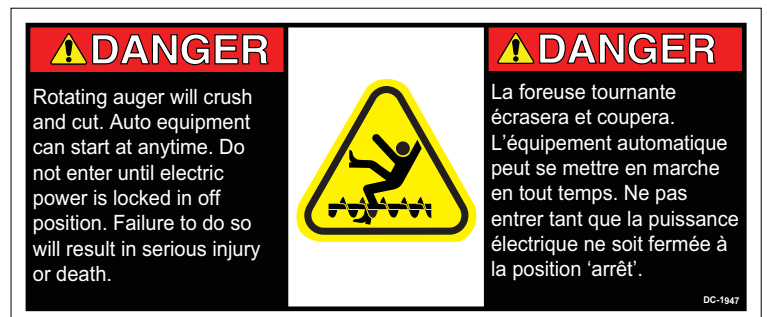 DANGER
Rotating auger will crush
and cut. Auto equipment
can start at anytime. Do
not enter until electric
power is locked in off
position. Failure to do so
will result in serious injury
or death.
DANGER
La foreuse tournante
écrasera et coupera.
L’équipement automatique
peut se mettre en marche
en tout temps. Ne pas
entrer tant que la puissance
électrique ne soit fermée à
la position ‘arrêt’.
DC-1947